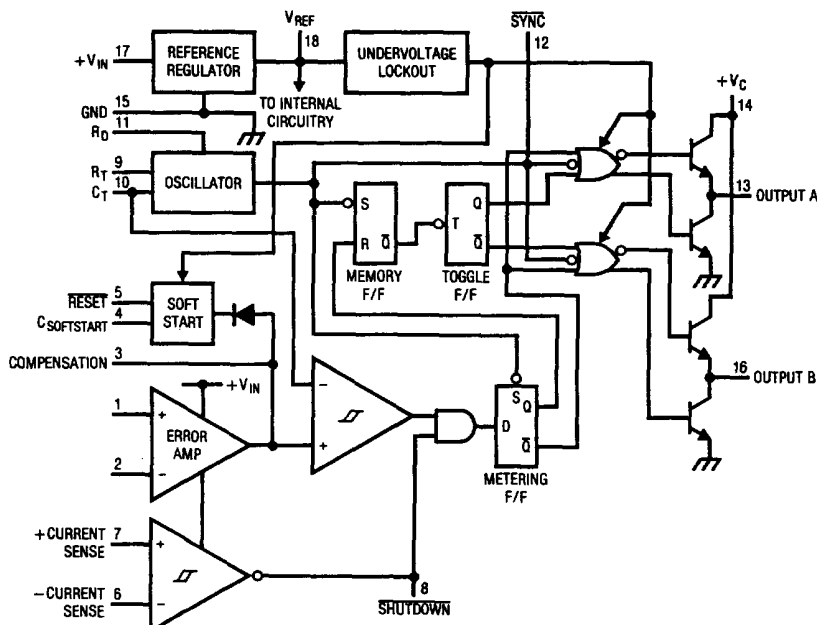 V_REF
SYNC
18
12
+V_IN 17
REFERENCE
REGULATOR
UNDERVOLTAGE
LOCKOUT
+V_C
14
GND 15
TO INTERNAL
CIRCUITRY
R_D 11
R_T 9
C_T 10
OSCILLATOR
S
R Q
MEMORY
F/F
Q
T
Q
TOGGLE
F/F
13 OUTPUT A
RESET 5
C_SOFTSTART 4
SOFT
START
COMPENSATION 3
+V_IN
1
+
ERROR
AMP
2
−
−
+
S
Q
D
Q
METERING
F/F
16 OUTPUT B
+CURRENT
SENSE
7
+
−CURRENT
SENSE
6
−
8
SHUTDOWN